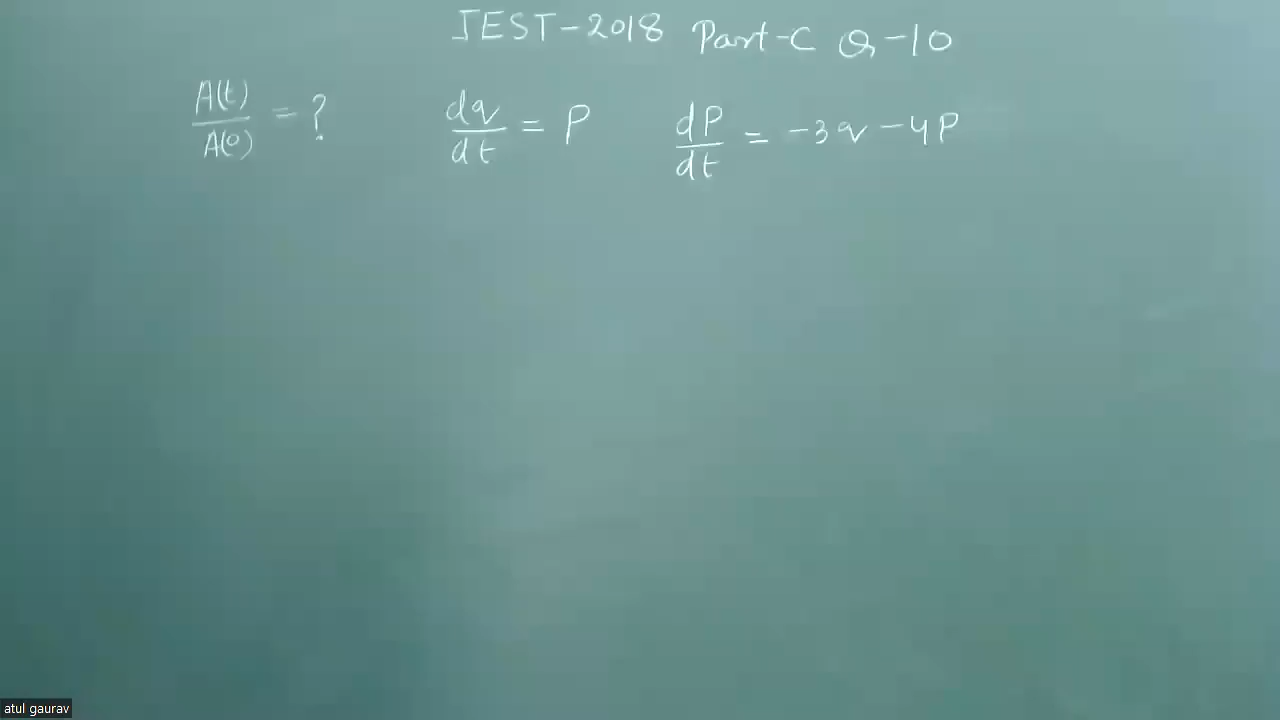 JEST-2018 Part-C Q-10
A(t)/A(0) = ? dq/dt = P dP/dt = -3q-4P
atul gaurav